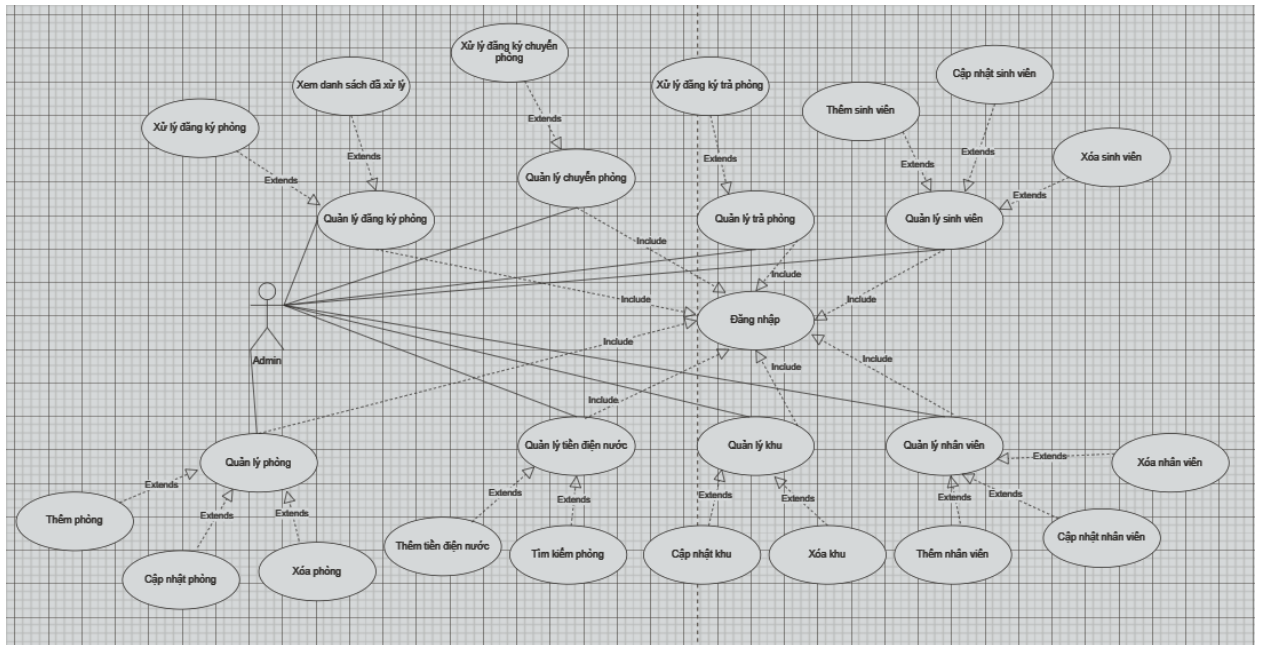 Xử lý đăng ký chuyển
phòng
Cập nhật sinh viên
Xem danh sách đã xử lý
Xử lý đăng ký trả phòng
Thêm sinh viên
Xử lý đăng ký phòng
Extends
Xóa sinh viên
Extends
Extends
Extends
Extends
Extends
Quản lý chuyển phòng
Extends
Extends
Quản lý đăng ký phòng
Quản lý trả phòng
Quản lý sinh viên
Include
Include
Include
Include
Đăng nhập
Include
Include
Admin
Include
Include
Quản lý phòng
Quản lý tiền điện nước
Quản lý khu
Quản lý nhân viên
Extends
Xóa nhân viên
Extends
Extends
Extends
Extends
Extends
Extends
Extends
Extends
Extends
Thêm phòng
Cập nhật nhân viên
Thêm tiền điện nước
Tìm kiếm phòng
Cập nhật khu
Xóa khu
Thêm nhân viên
Cập nhật phòng
Xóa phòng